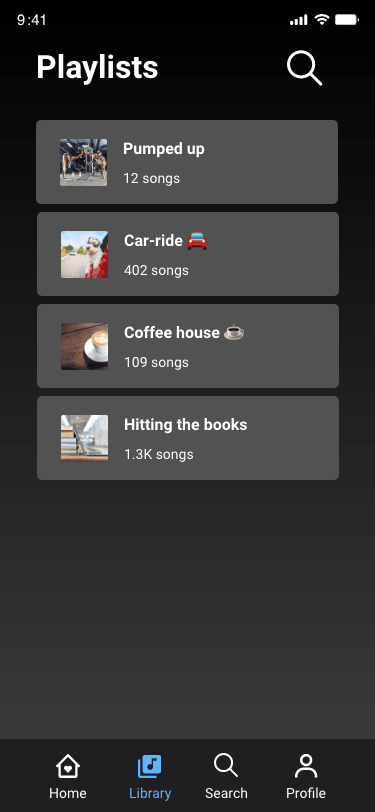 9:41
Playlists
Pumped up
12 songs
Car-ride 🚘
402 songs
Coffee house ☕
109 songs
Hitting the books
1.3K songs
Home
Library
Search
Profile